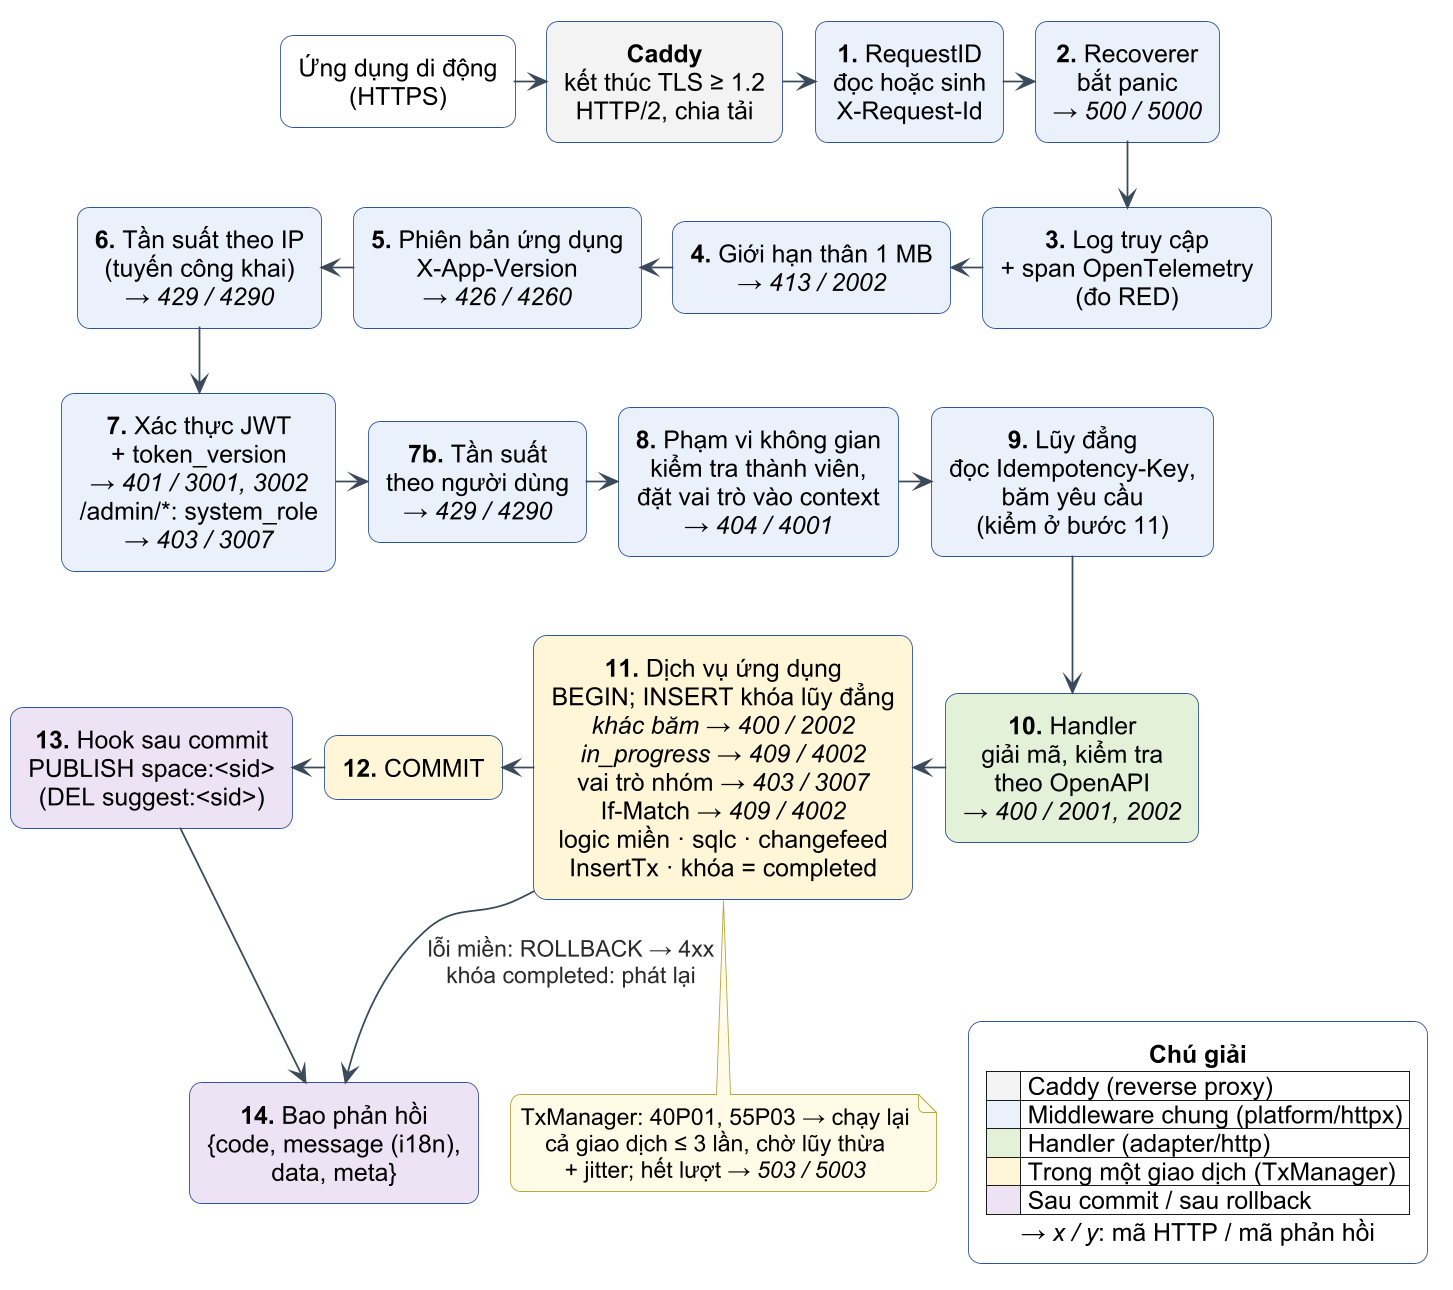 Ứng dụng di động
(HTTPS)
Caddy
kết thúc TLS ≥ 1.2
HTTP/2, chia tải
1. RequestID
đọc hoặc sinh
X-Request-Id
2. Recoverer
bắt panic
→ 500 / 5000
3. Log truy cập
+ span OpenTelemetry
(đo RED)
4. Giới hạn thân 1 MB
→ 413 / 2002
5. Phiên bản ứng dụng
X-App-Version
→ 426 / 4260
6. Tần suất theo IP
(tuyến công khai)
→ 429 / 4290
7. Xác thực JWT
+ token_version
→ 401 / 3001, 3002
/admin/*: system_role
→ 403 / 3007
7b. Tần suất
theo người dùng
→ 429 / 4290
8. Phạm vi không gian
kiểm tra thành viên,
đặt vai trò vào context
→ 404 / 4001
9. Lũy đẳng
đọc Idempotency-Key,
băm yêu cầu
(kiểm ở bước 11)
10. Handler
giải mã, kiểm tra
theo OpenAPI
→ 400 / 2001, 2002
11. Dịch vụ ứng dụng
BEGIN; INSERT khóa lũy đẳng
khác băm → 400 / 2002
in_progress → 409 / 4002
vai trò nhóm → 403 / 3007
If-Match → 409 / 4002
logic miền · sqlc · changefeed
InsertTx · khóa = completed
12. COMMIT
13. Hook sau commit
PUBLISH space:<sid>
(DEL suggest:<sid>)
lỗi miền: ROLLBACK → 4xx
khóa completed: phát lại
14. Bao phản hồi
{code, message (i18n),
data, meta}
TxManager: 40P01, 55P03 → chạy lại
cả giao dịch ≤ 3 lần, chờ lũy thừa
+ jitter; hết lượt → 503 / 5003
Chú giải
Caddy (reverse proxy)
Middleware chung (platform/httpx)
Handler (adapter/http)
Trong một giao dịch (TxManager)
Sau commit / sau rollback
→ x / y: mã HTTP / mã phản hồi